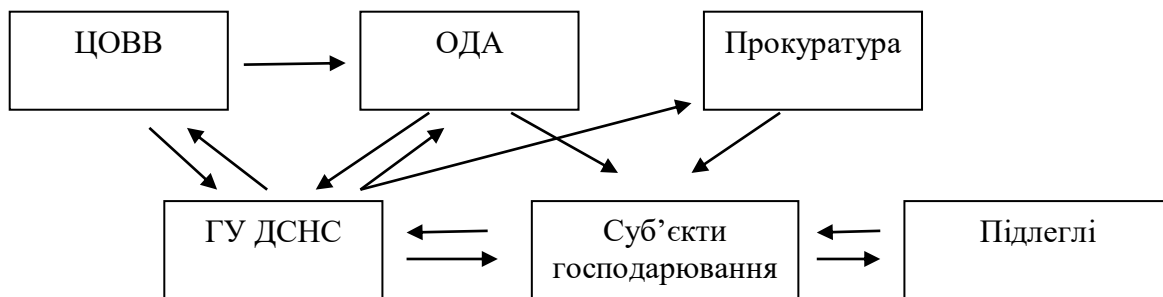 ЦОВВ
ОДА
Прокуратура
ГУ ДСНС
Суб’єкти
господарювання
Підлеглі